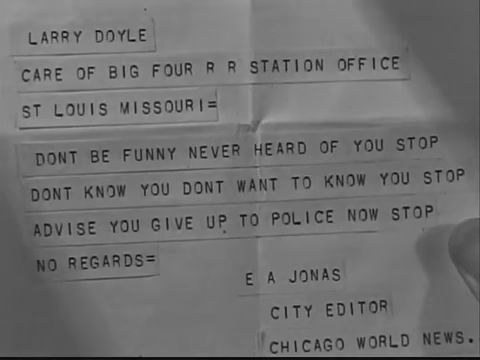 LARRY DOYLE
CARE OF BIG FOUR R R STATION OFFICE
ST LOUIS MISSOURI=
DONT BE FUNNY NEVER HEARD OF YOU STOP
DONT KNOW YOU DONT WANT TO KNOW YOU STOP
ADVISE YOU GIVE UP TO POLICE NOW STOP
NO REGARDS=
E A JONAS
CITY EDITOR
CHICAGO WORLD NEWS.